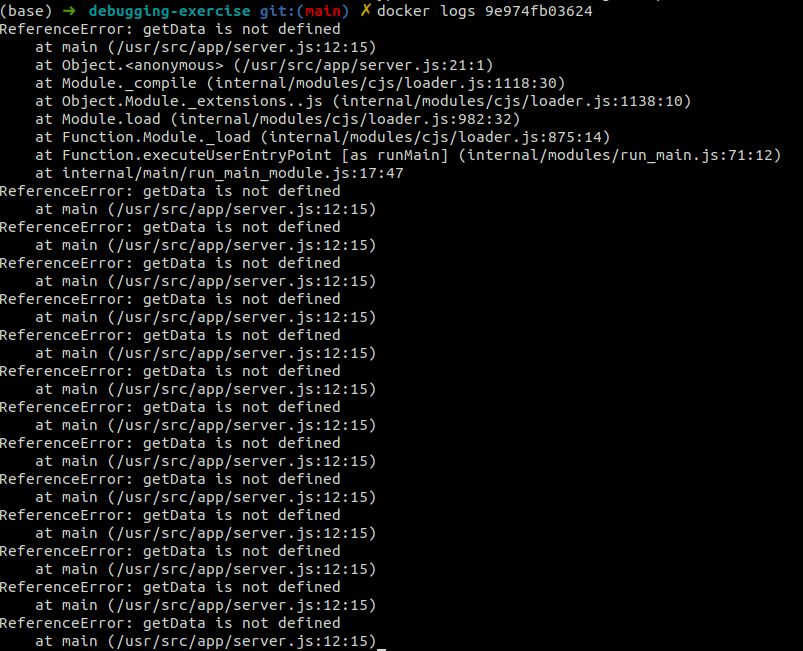 (base) → debugging-exercise git:(main) ✗ docker logs 9e974fb03624
ReferenceError: getData is not defined
    at main (/usr/src/app/server.js:12:15)
    at Object.<anonymous> (/usr/src/app/server.js:21:1)
    at Module._compile (internal/modules/cjs/loader.js:1118:30)
    at Object.Module._extensions..js (internal/modules/cjs/loader.js:1138:10)
    at Module.load (internal/modules/cjs/loader.js:982:32)
    at Function.Module._load (internal/modules/cjs/loader.js:875:14)
    at Function.executeUserEntryPoint [as runMain] (internal/modules/run_main.js:71:12)
    at internal/main/run_main_module.js:17:47
ReferenceError: getData is not defined
    at main (/usr/src/app/server.js:12:15)
ReferenceError: getData is not defined
    at main (/usr/src/app/server.js:12:15)
ReferenceError: getData is not defined
    at main (/usr/src/app/server.js:12:15)
ReferenceError: getData is not defined
    at main (/usr/src/app/server.js:12:15)
ReferenceError: getData is not defined
    at main (/usr/src/app/server.js:12:15)
ReferenceError: getData is not defined
    at main (/usr/src/app/server.js:12:15)
ReferenceError: getData is not defined
    at main (/usr/src/app/server.js:12:15)
ReferenceError: getData is not defined
    at main (/usr/src/app/server.js:12:15)
ReferenceError: getData is not defined
    at main (/usr/src/app/server.js:12:15)
ReferenceError: getData is not defined
    at main (/usr/src/app/server.js:12:15)
ReferenceError: getData is not defined
    at main (/usr/src/app/server.js:12:15)
ReferenceError: getData is not defined
    at main (/usr/src/app/server.js:12:15)
ReferenceError: getData is not defined
    at main (/usr/src/app/server.js:12:15)